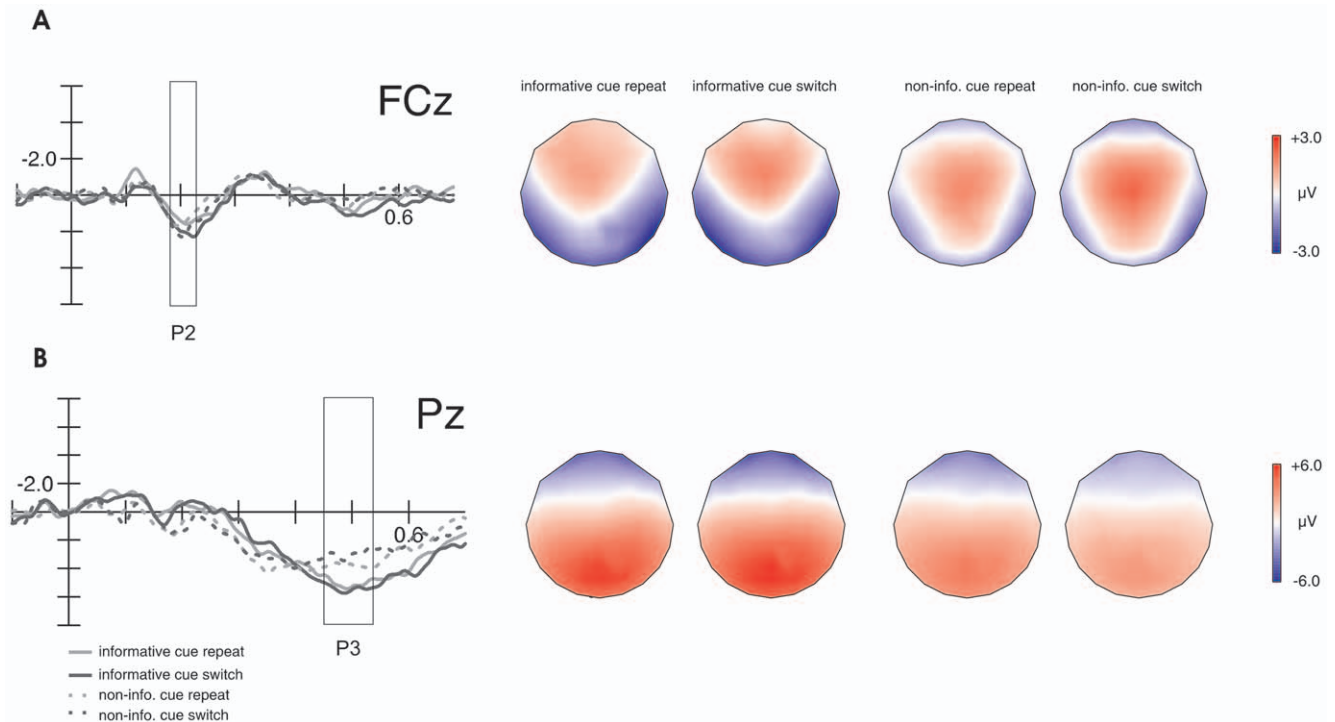 A
FCz
informative cue repeat
informative cue switch
non-info. cue repeat
non-info. cue switch
-2.0
0.6
+3.0
µV
-3.0
P2
B
Pz
-2.0
0.6
+6.0
µV
-6.0
P3
informative cue repeat
informative cue switch
non-info. cue repeat
non-info. cue switch